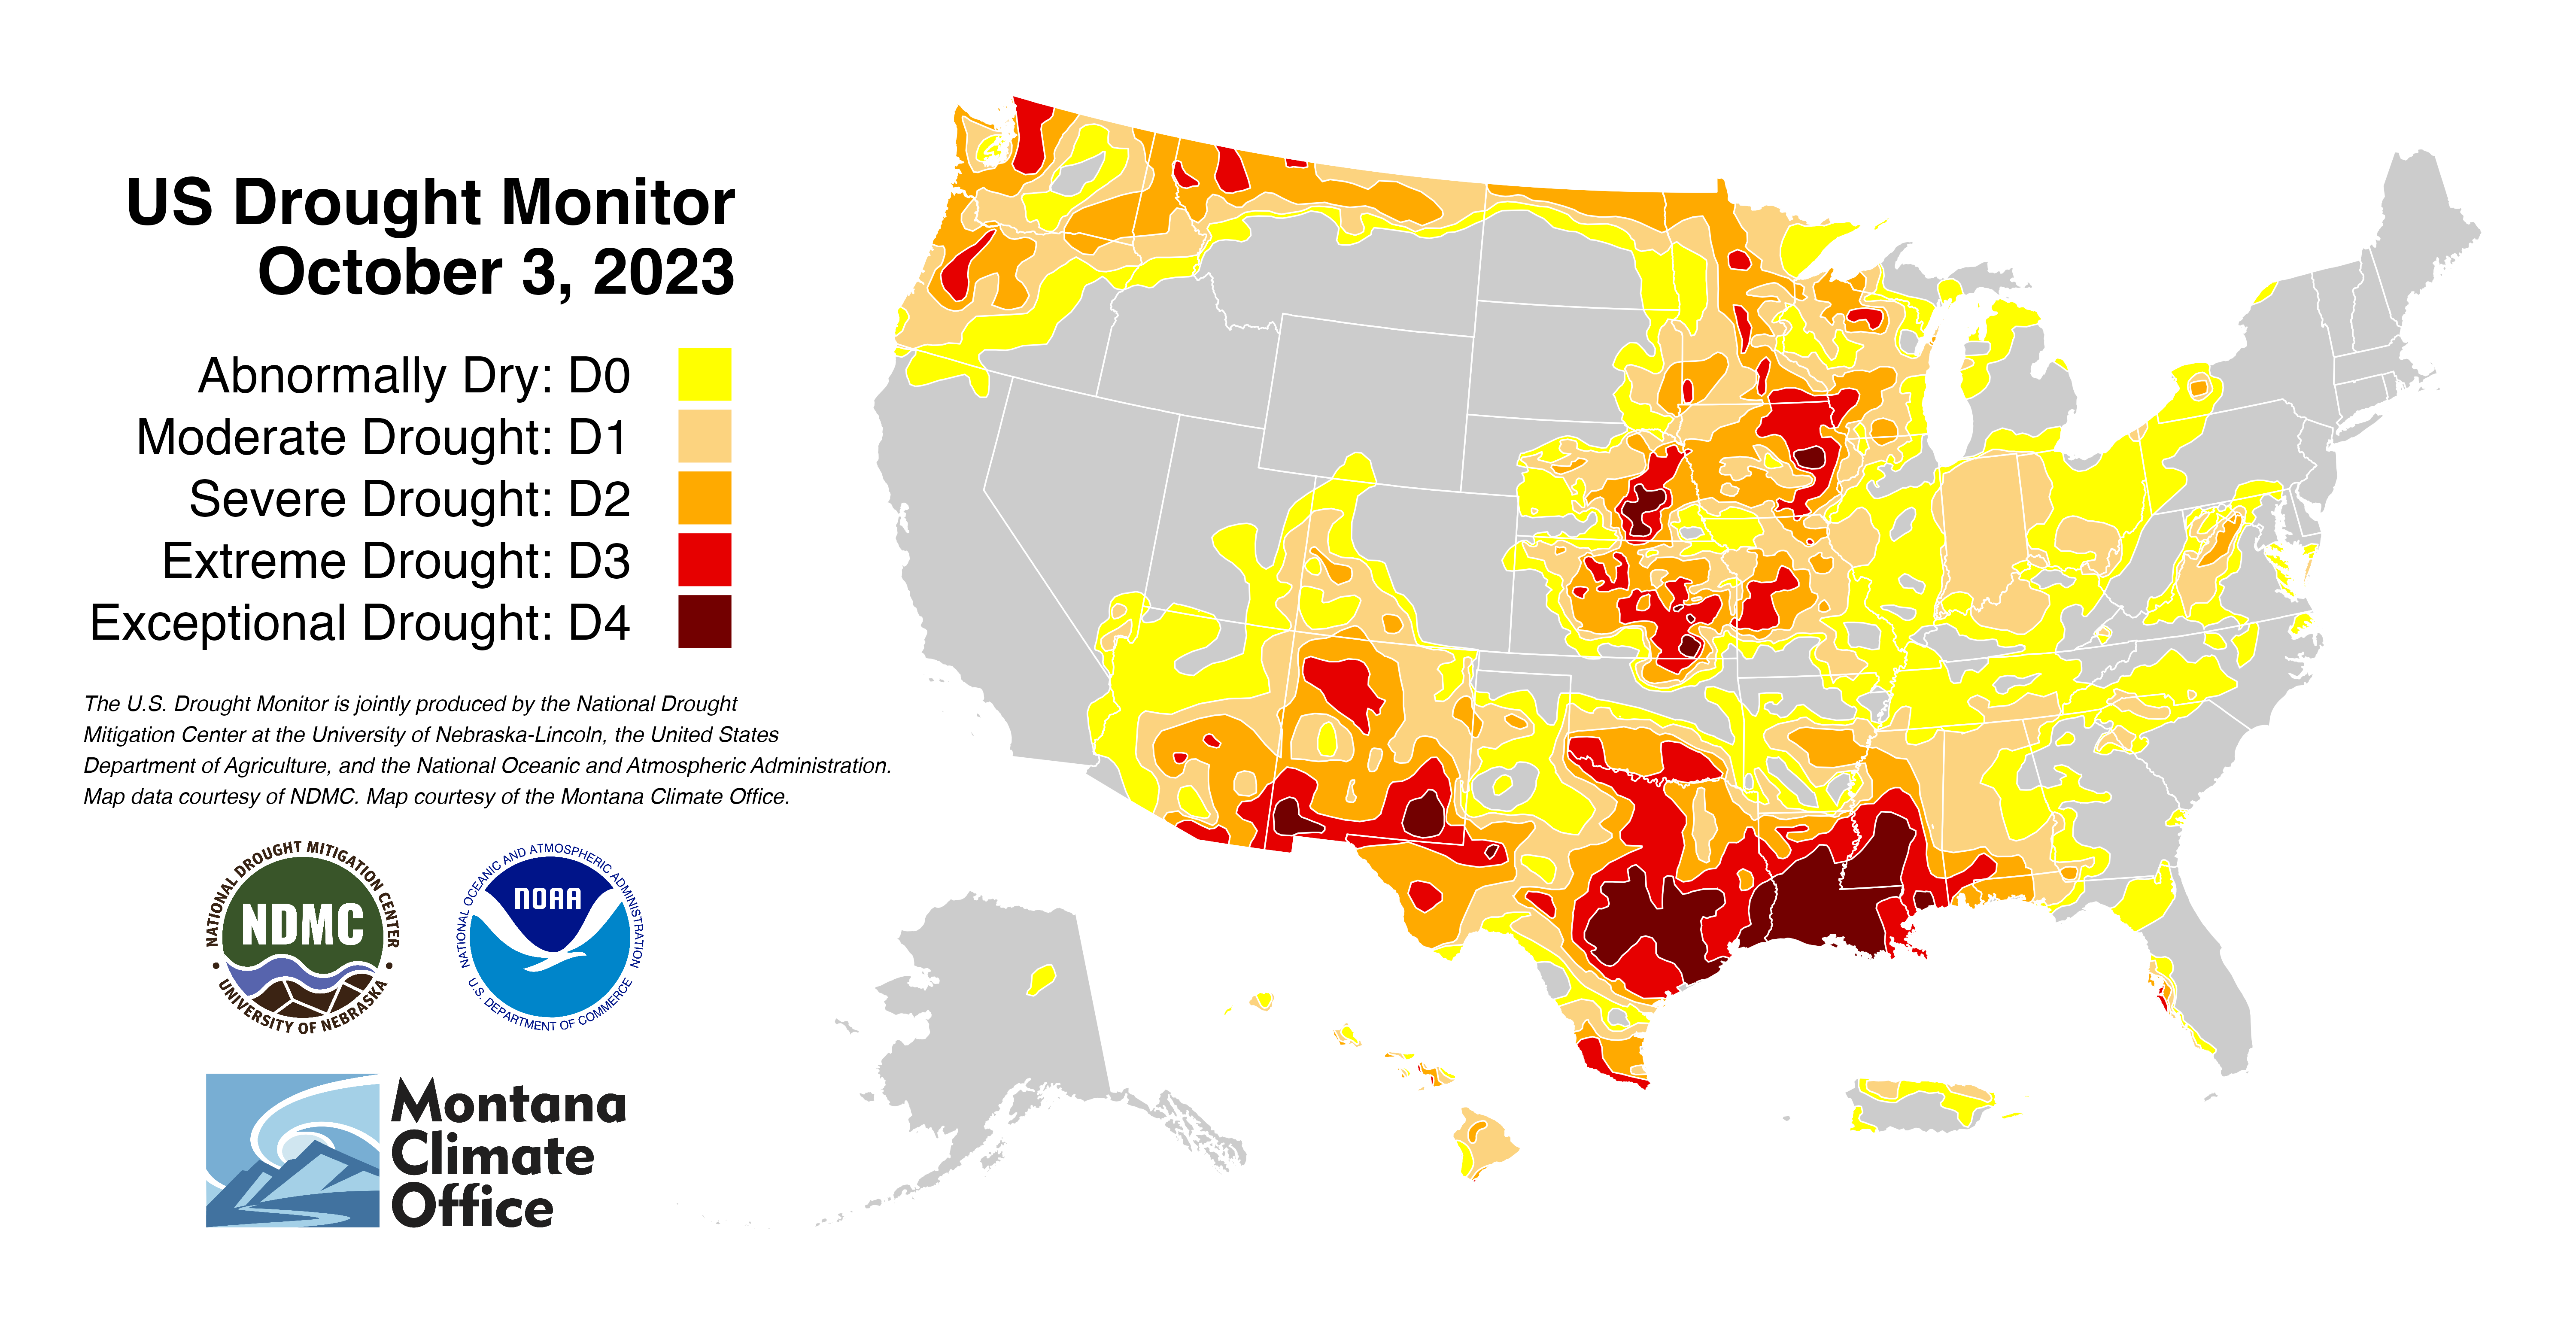 US Drought Monitor
October 3, 2023
Abnormally Dry: D0
Moderate Drought: D1
Severe Drought: D2
Extreme Drought: D3
Exceptional Drought: D4
The U.S. Drought Monitor is jointly produced by the National Drought
Mitigation Center at the University of Nebraska-Lincoln, the United States
Department of Agriculture, and the National Oceanic and Atmospheric Administration.
Map data courtesy of NDMC. Map courtesy of the Montana Climate Office.
NATIONAL DROUGHT MITIGATION CENTER
NDMC
UNIVERSITY OF NEBRASKA
NATIONAL OCEANIC AND ATMOSPHERIC ADMINISTRATION
NOAA
U.S. DEPARTMENT OF COMMERCE
Montana
Climate
Office